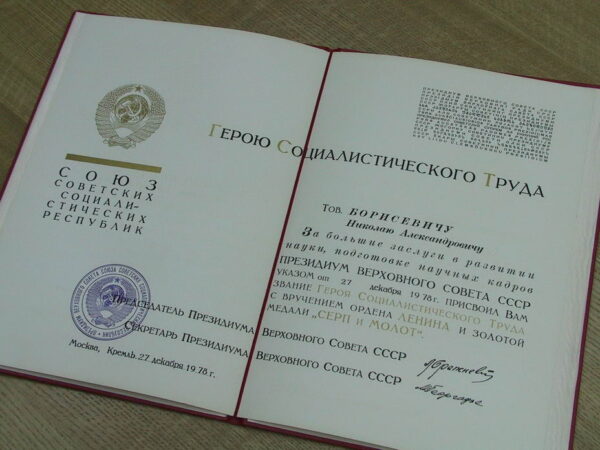 Герою Социалистического Труда
Союз
Советских
Социали-
стических
Республик
Тов. БОРИСЕВИЧУ
Николаю Александровичу
За большие заслуги в развитии
науки, подготовке научных кадров
ПРЕЗИДИУМ ВЕРХОВНОГО СОВЕТА СССР
УКАЗОМ от 27 декабря 1978г. ПРИСВОИЛ ВАМ
ЗВАНИЕ ГЕРОЯ СОЦИАЛИСТИЧЕСКОГО ТРУДА
С ВРУЧЕНИЕМ ОРДЕНА ЛЕНИНА И ЗОЛОТОЙ
МЕДАЛИ „СЕРП и МОЛОТ".
Председатель Президиума Верховного Совета СССР
Секретарь Президиума Верховного Совета СССР
Москва, Кремль. 27 декабря 1978 г.